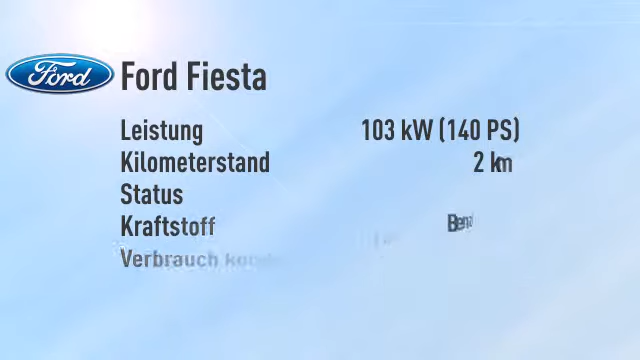 Ford
Ford Fiesta
Leistung 103 kW (140 PS)
Kilometerstand 2 km
Status
Kraftstoff
Verbrauch